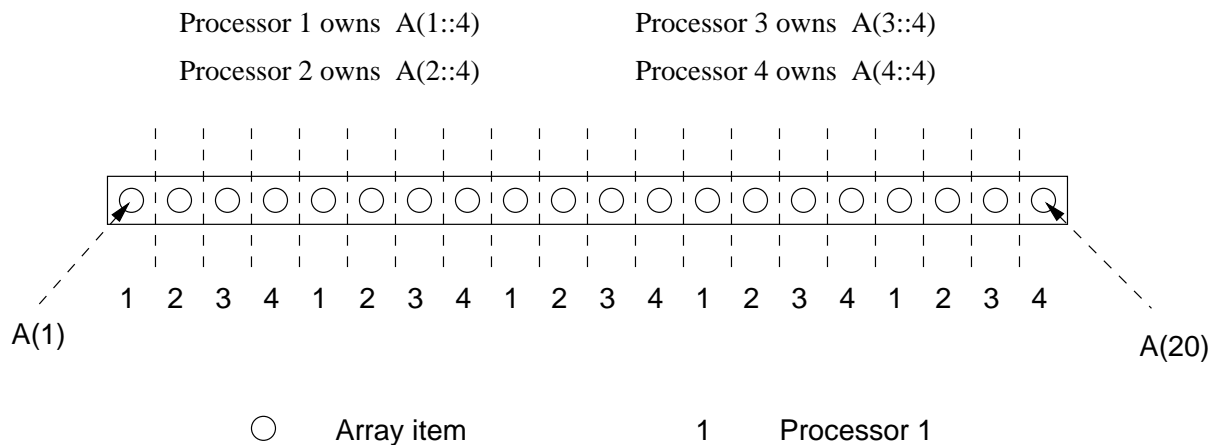 Processor 1 owns A(1::4) Processor 3 owns A(3::4)
Processor 2 owns A(2::4) Processor 4 owns A(4::4)
1 2 3 4 1 2 3 4 1 2 3 4 1 2 3 4 1 2 3 4
A(1)
A(20)
Array item 1 Processor 1